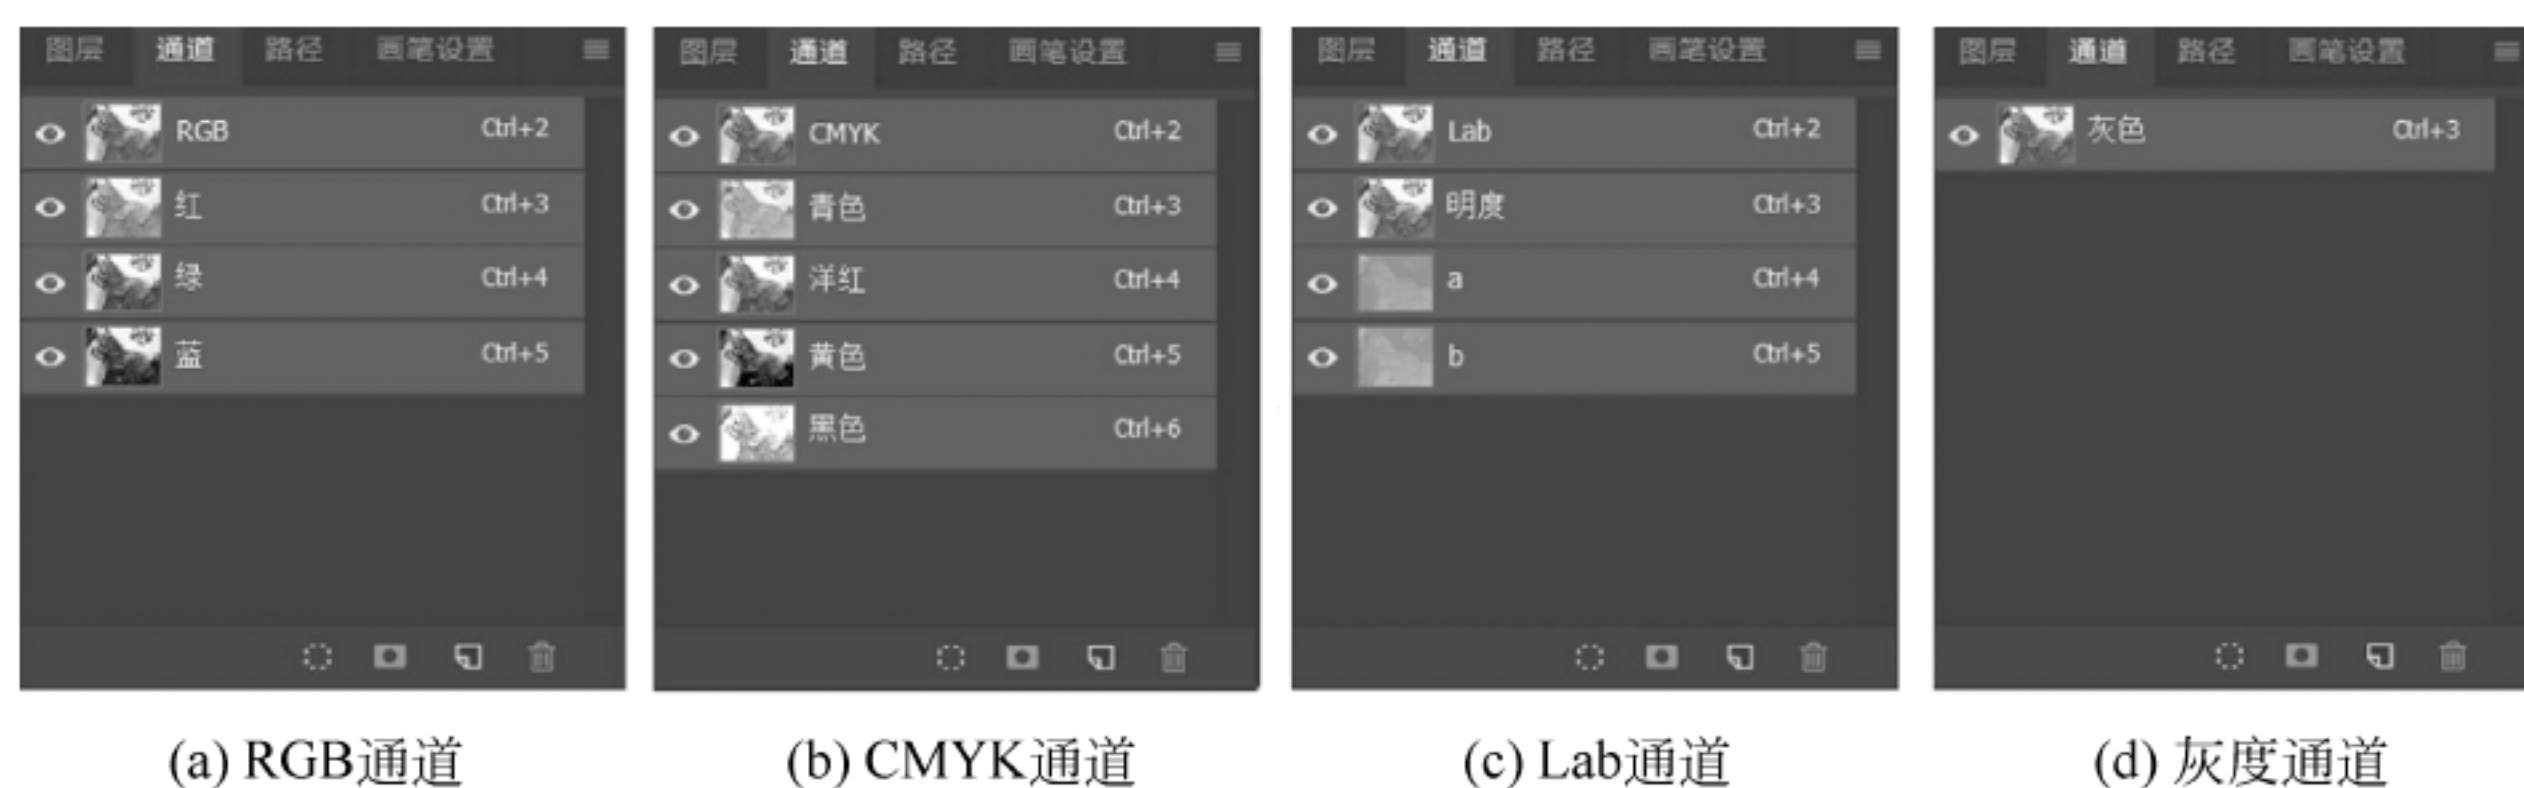 图层 通道 路径 画笔设置
RGB Ctrl+2
红 Ctrl+3
绿 Ctrl+4
蓝 Ctrl+5
(a) RGB通道
图层 通道 路径 画笔设置
CMYK Ctrl+2
青色 Ctrl+3
洋红 Ctrl+4
黄色 Ctrl+5
黑色 Ctrl+6
(b) CMYK通道
图层 通道 路径 画笔设置
Lab Ctrl+2
明度 Ctrl+3
a Ctrl+4
b Ctrl+5
(c) Lab通道
图层 通道 路径 画笔设置
灰色 Ctrl+3
(d) 灰度通道